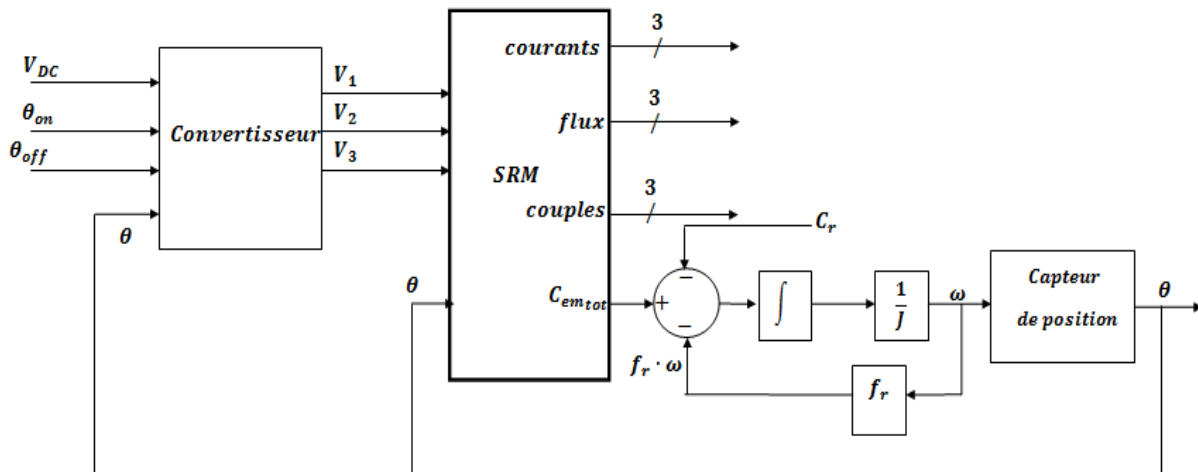 V_DC
θ_on
θ_off
θ
Convertisseur
V_1
V_2
V_3
θ
SRM
courants
flux
couples
C_em_tot
3
3
3
C_r
−
+
−
∫
1/J
ω
f_r · ω
f_r
Capteur
de position
θ